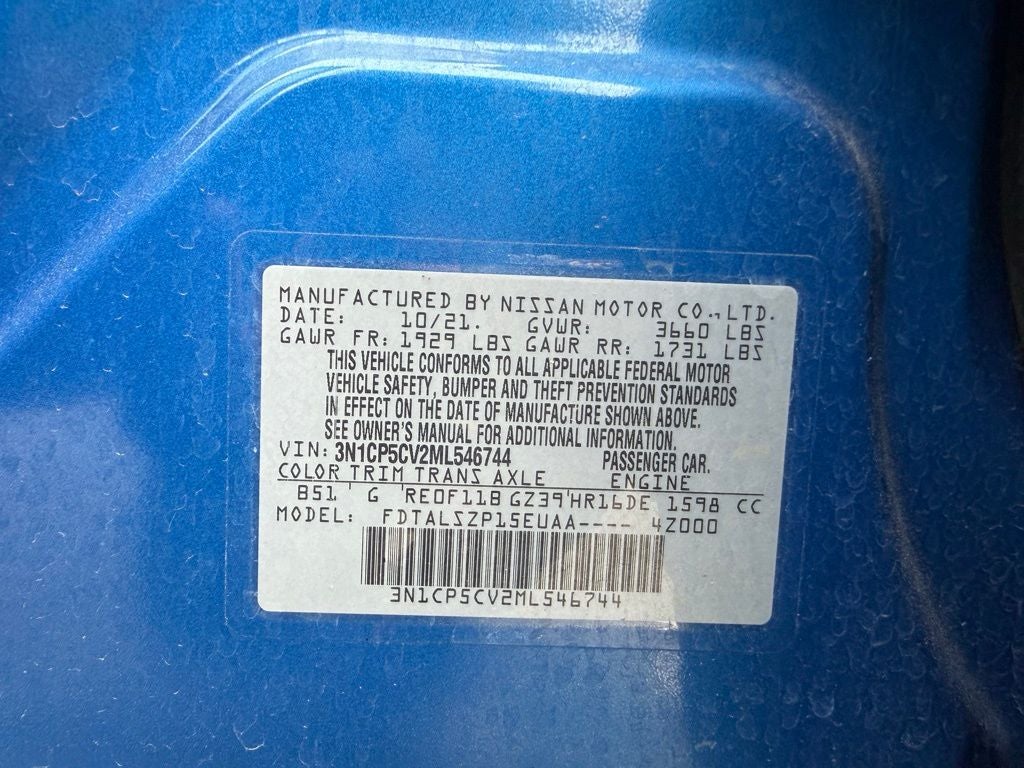 MANUFACTURED BY NISSAN MOTOR CO.,LTD.
DATE: 10/21. GVWR: 3660 LBS
GAWR FR: 1929 LBS GAWR RR: 1731 LBS
THIS VEHICLE CONFORMS TO ALL APPLICABLE FEDERAL MOTOR
VEHICLE SAFETY, BUMPER AND THEFT PREVENTION STANDARDS
IN EFFECT ON THE DATE OF MANUFACTURE SHOWN ABOVE.
SEE OWNER'S MANUAL FOR ADDITIONAL INFORMATION.
VIN: 3N1CP5CV2ML546744 PASSENGER CAR.
COLOR TRIM TRANS AXLE ENGINE
B51 ' G 'RE0F11B GZ39'HR16DE 1598 CC
MODEL: FDTALSZP15EUAA---- 4Z000
3N1CP5CV2ML546744